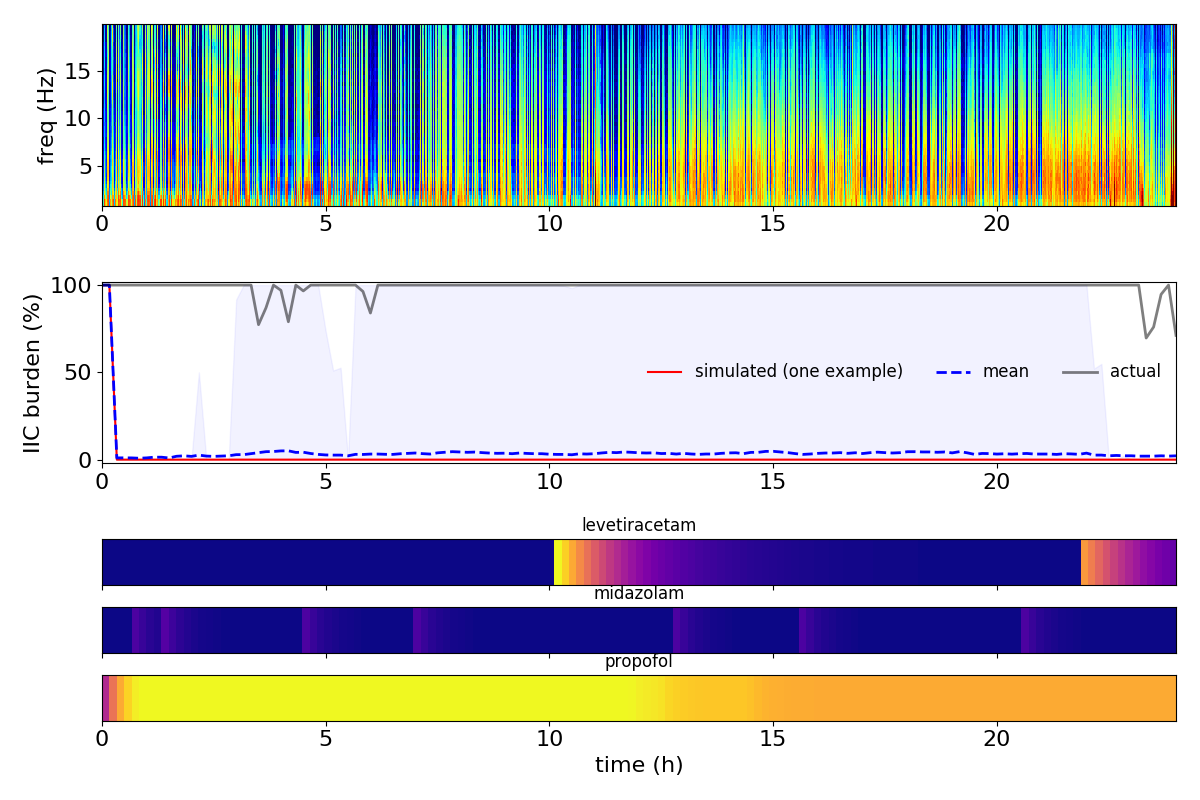 freq (Hz)
15
10
5
0 5 10 15 20
IIC burden (%)
100
50
0
simulated (one example) mean actual
0 5 10 15 20
levetiracetam
midazolam
propofol
0 5 10 15 20
time (h)